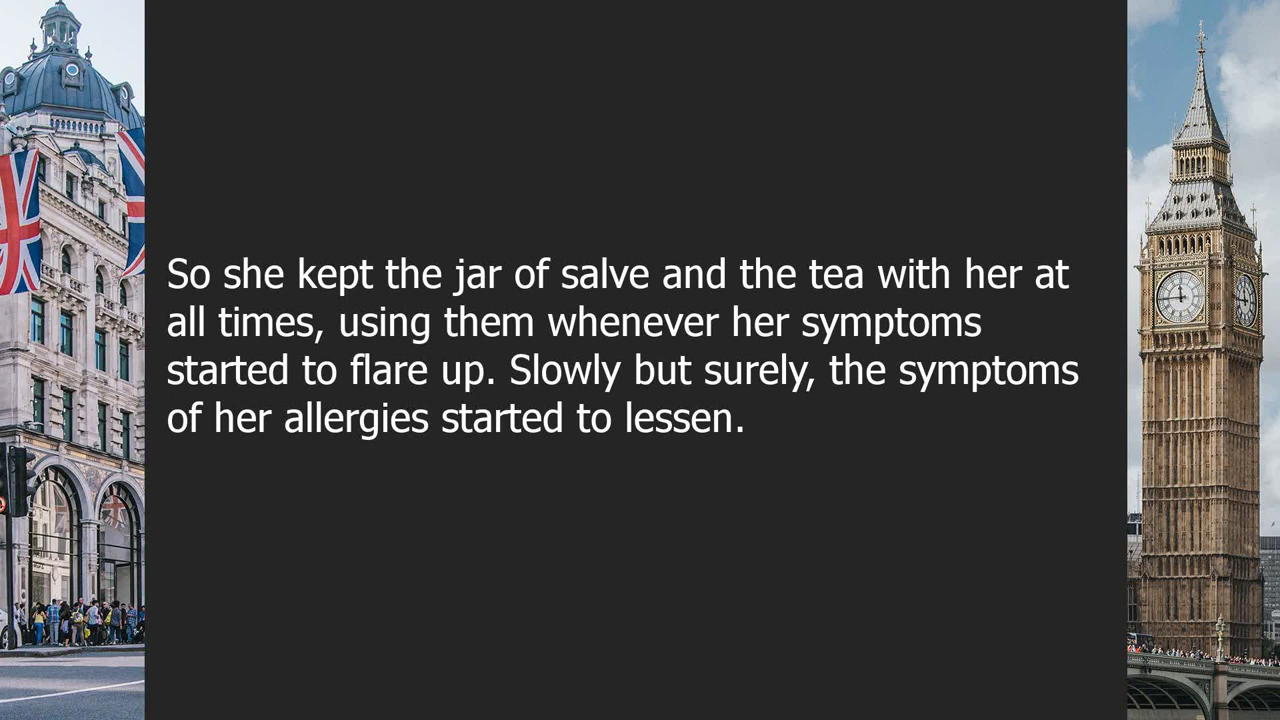 So she kept the jar of salve and the tea with her at
all times, using them whenever her symptoms
started to flare up. Slowly but surely, the symptoms
of her allergies started to lessen.